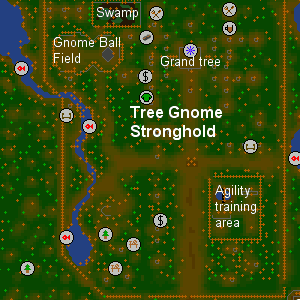 Swamp
Gnome Ball
Field
Grand tree
$
Tree Gnome
Stronghold
Agility
training
area
$